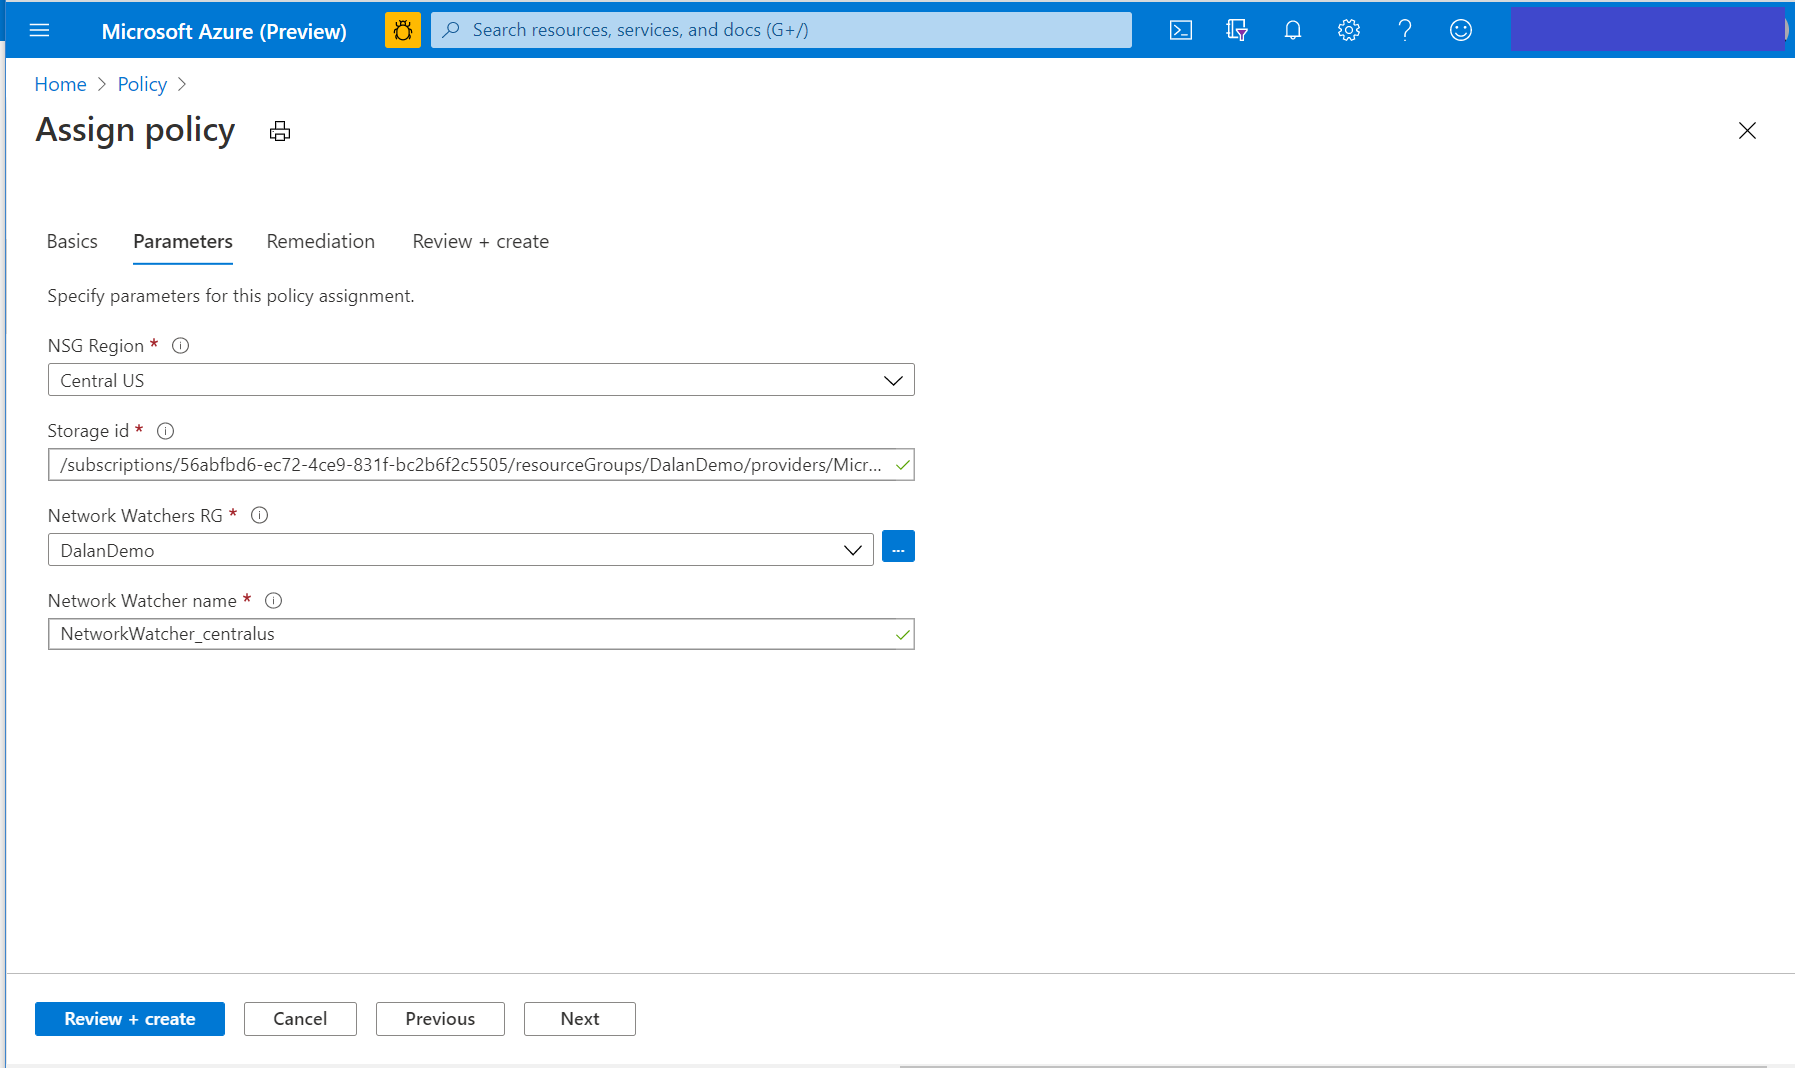 Microsoft Azure (Preview)
Search resources, services, and docs (G+/)
Home > Policy >
Assign policy
Basics Parameters Remediation Review + create
Specify parameters for this policy assignment.
NSG Region *
Central US
Storage id *
/subscriptions/56abfbd6-ec72-4ce9-831f-bc2b6f2c5505/resourceGroups/DalanDemo/providers/Micr...
Network Watchers RG *
DalanDemo
...
Network Watcher name *
NetworkWatcher_centralus
Review + create Cancel Previous Next